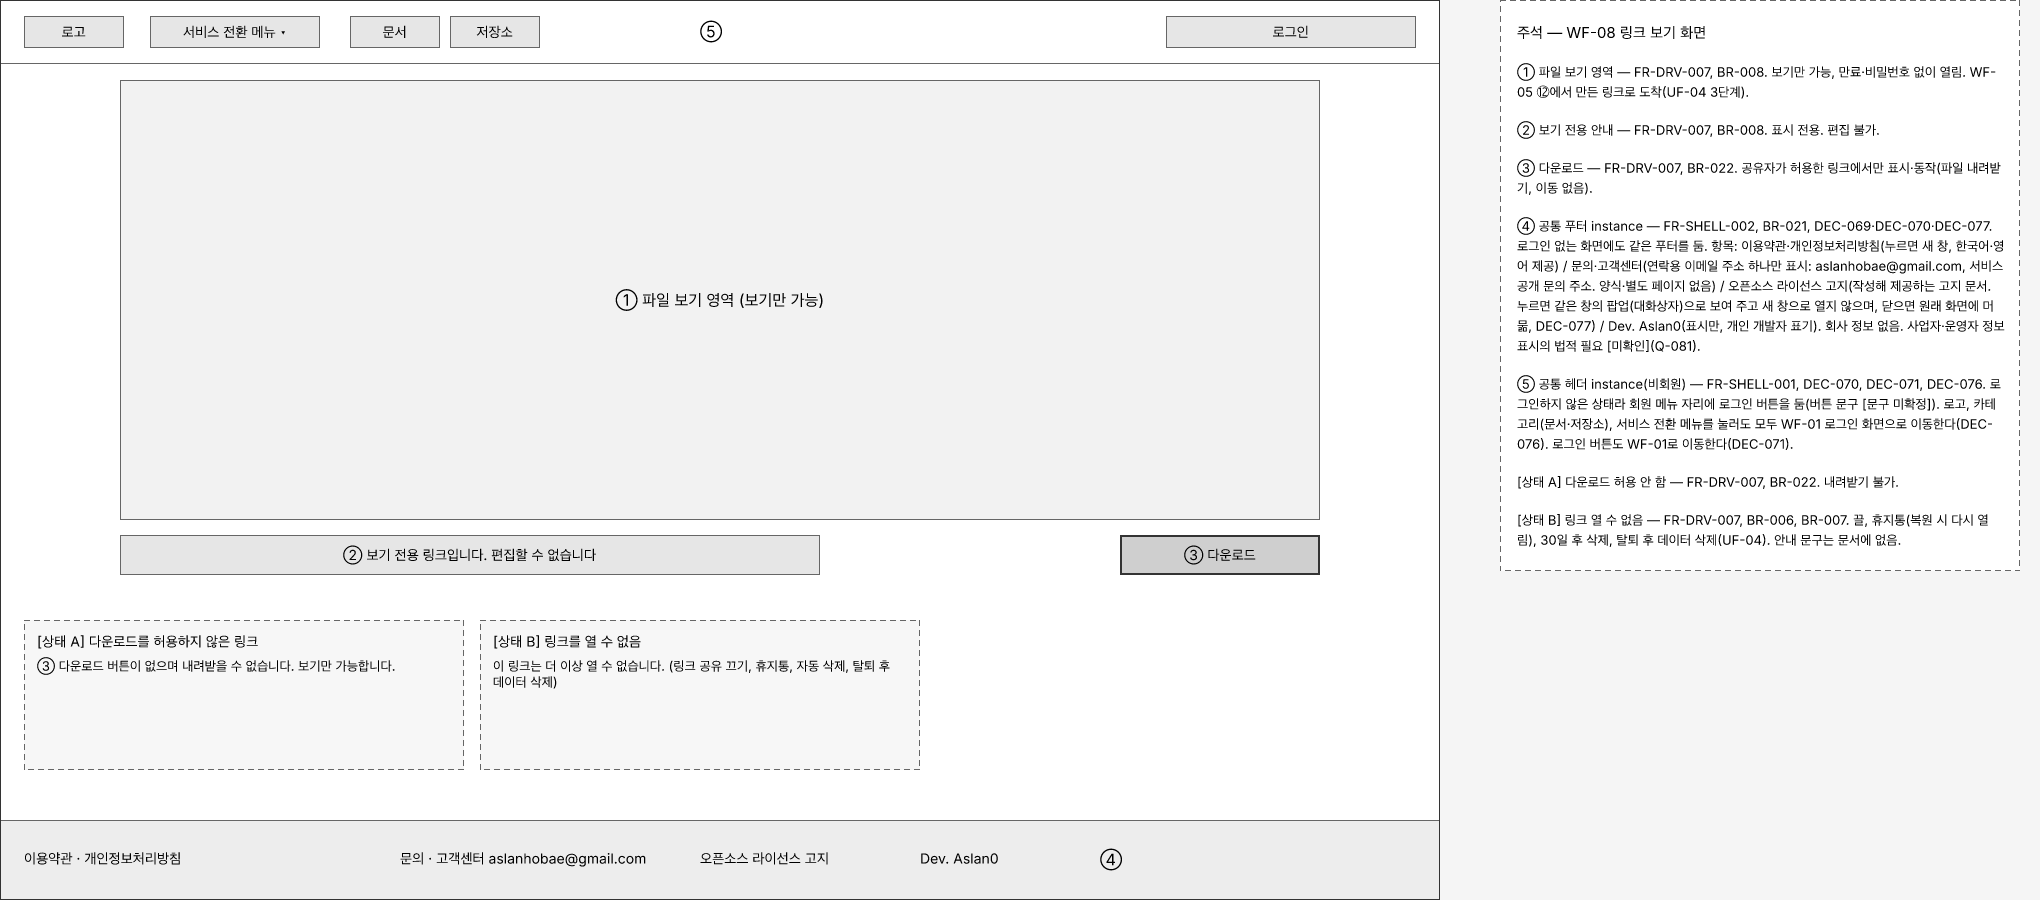 로고
서비스 전환 메뉴 ▾
문서
저장소
⑤
로그인
① 파일 보기 영역 (보기만 가능)
② 보기 전용 링크입니다. 편집할 수 없습니다
③ 다운로드
[상태 A] 다운로드를 허용하지 않은 링크
③ 다운로드 버튼이 없으며 내려받을 수 없습니다. 보기만 가능합니다.
[상태 B] 링크를 열 수 없음
이 링크는 더 이상 열 수 없습니다. (링크 공유 끄기, 휴지통, 자동 삭제, 탈퇴 후
데이터 삭제)
이용약관 · 개인정보처리방침
문의 · 고객센터 aslanhobae@gmail.com
오픈소스 라이선스 고지
Dev. Aslan0
④
주석 — WF-08 링크 보기 화면
① 파일 보기 영역 — FR-DRV-007, BR-008. 보기만 가능, 만료·비밀번호 없이 열림. WF-
05 ⑫에서 만든 링크로 도착(UF-04 3단계).
② 보기 전용 안내 — FR-DRV-007, BR-008. 표시 전용. 편집 불가.
③ 다운로드 — FR-DRV-007, BR-022. 공유자가 허용한 링크에서만 표시·동작(파일 내려받
기, 이동 없음).
④ 공통 푸터 instance — FR-SHELL-002, BR-021, DEC-069·DEC-070·DEC-077.
로그인 없는 화면에도 같은 푸터를 둠. 항목: 이용약관·개인정보처리방침(누르면 새 창, 한국어·영
어 제공) / 문의·고객센터(연락용 이메일 주소 하나만 표시: aslanhobae@gmail.com, 서비스
공개 문의 주소. 양식·별도 페이지 없음) / 오픈소스 라이선스 고지(작성해 제공하는 고지 문서.
누르면 같은 창의 팝업(대화상자)으로 보여 주고 새 창으로 열지 않으며, 닫으면 원래 화면에 머
묾, DEC-077) / Dev. Aslan0(표시만, 개인 개발자 표기). 회사 정보 없음. 사업자·운영자 정보
표시의 법적 필요 [미확인](Q-081).
⑤ 공통 헤더 instance(비회원) — FR-SHELL-001, DEC-070, DEC-071, DEC-076. 로
그인하지 않은 상태라 회원 메뉴 자리에 로그인 버튼을 둠(버튼 문구 [문구 미확정]). 로고, 카테
고리(문서·저장소), 서비스 전환 메뉴를 눌러도 모두 WF-01 로그인 화면으로 이동한다(DEC-
076). 로그인 버튼도 WF-01로 이동한다(DEC-071).
[상태 A] 다운로드 허용 안 함 — FR-DRV-007, BR-022. 내려받기 불가.
[상태 B] 링크 열 수 없음 — FR-DRV-007, BR-006, BR-007. 끌, 휴지통(복원 시 다시 열
림), 30일 후 삭제, 탈퇴 후 데이터 삭제(UF-04). 안내 문구는 문서에 없음.